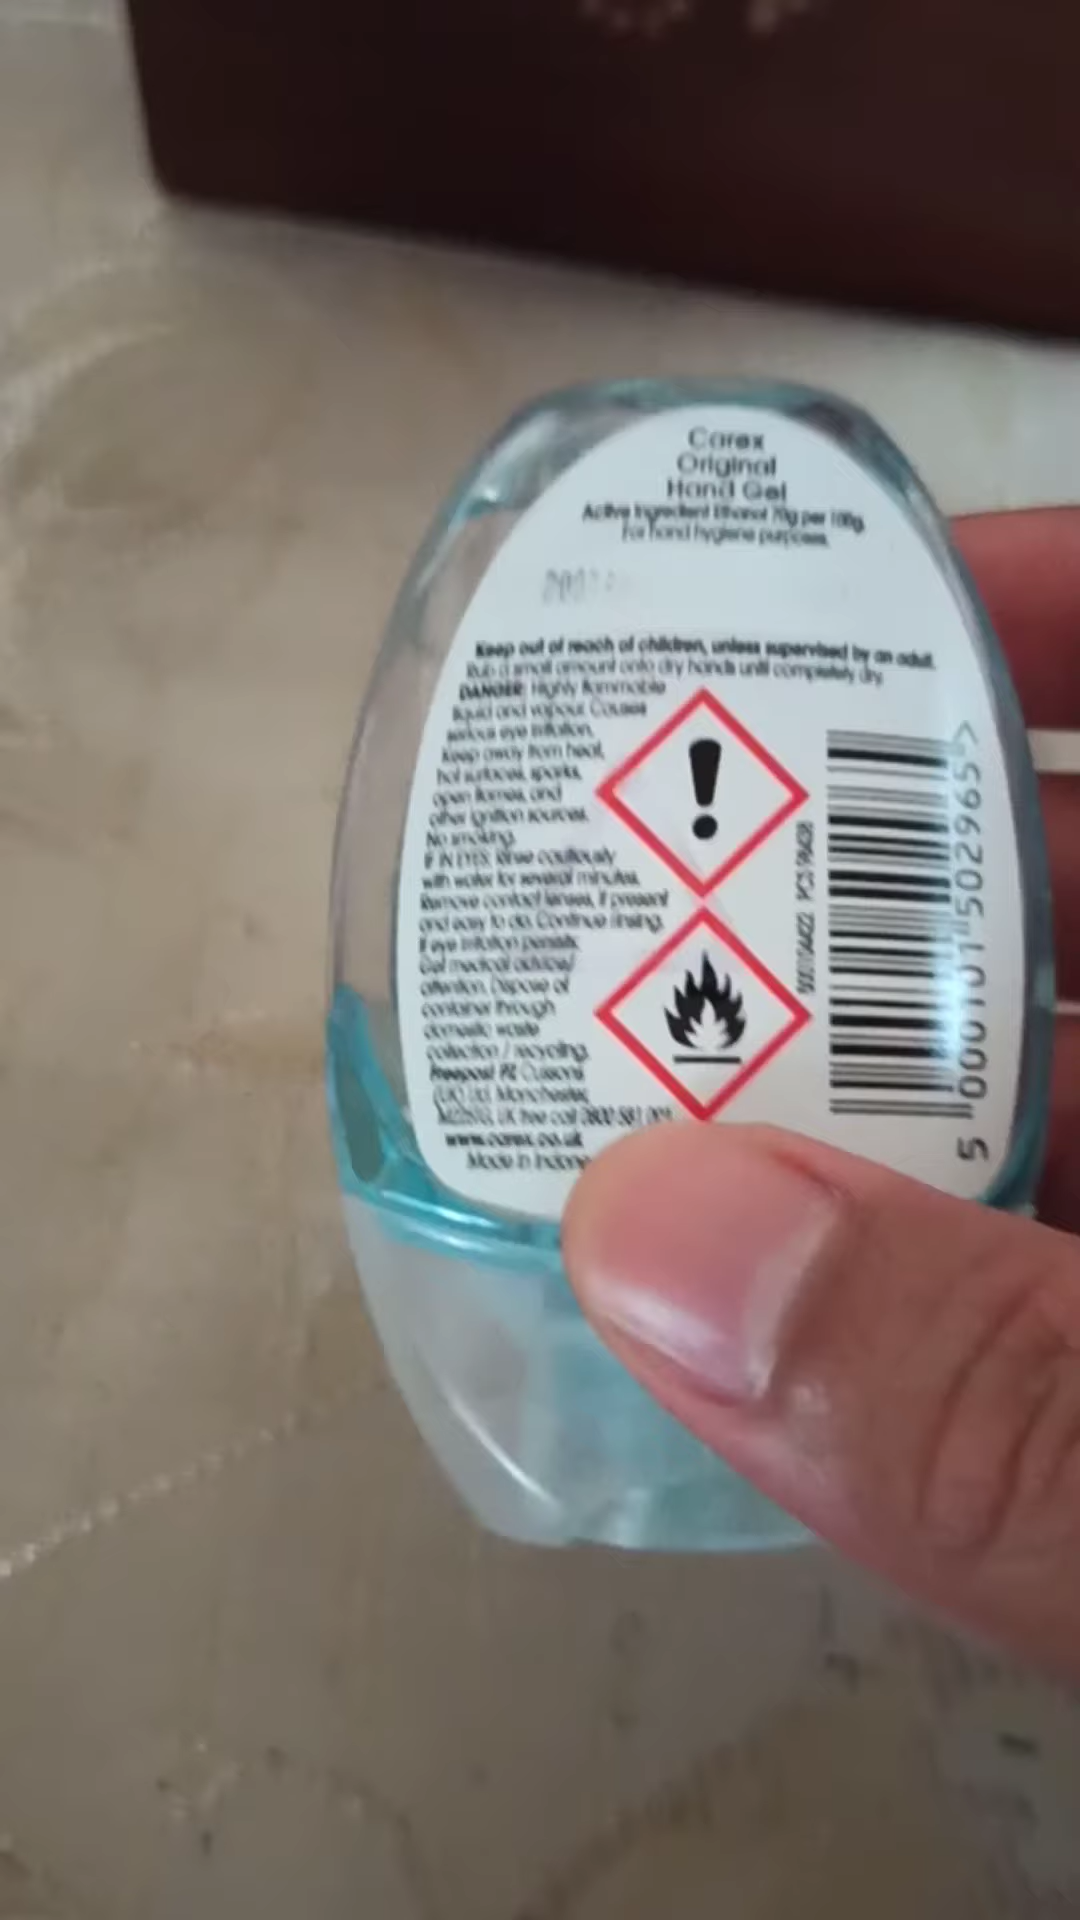 Carex
Original
Hand Gel
Active Ingredient Ethanol 70g per 100g.
For hand hygiene purposes.
Keep out of reach of children, unless supervised by an adult.
Rub a small amount onto dry hands until completely dry.
DANGER: Highly flammable
liquid and vapour. Causes
serious eye irritation.
Keep away from heat,
hot surfaces, sparks,
open flames, and
other ignition sources.
No smoking.
IF IN EYES: Rinse cautiously
with water for several minutes.
Remove contact lenses, if present
and easy to do. Continue rinsing.
If eye irritation persists:
Get medical advice/
attention. Dispose of
container through
domestic waste
collection / recycling.
Freepost PZ Cussons
(UK) Ltd, Manchester,
UK free call 0800 581 001
www.carex.co.uk
Made in
5 000101 502965 >